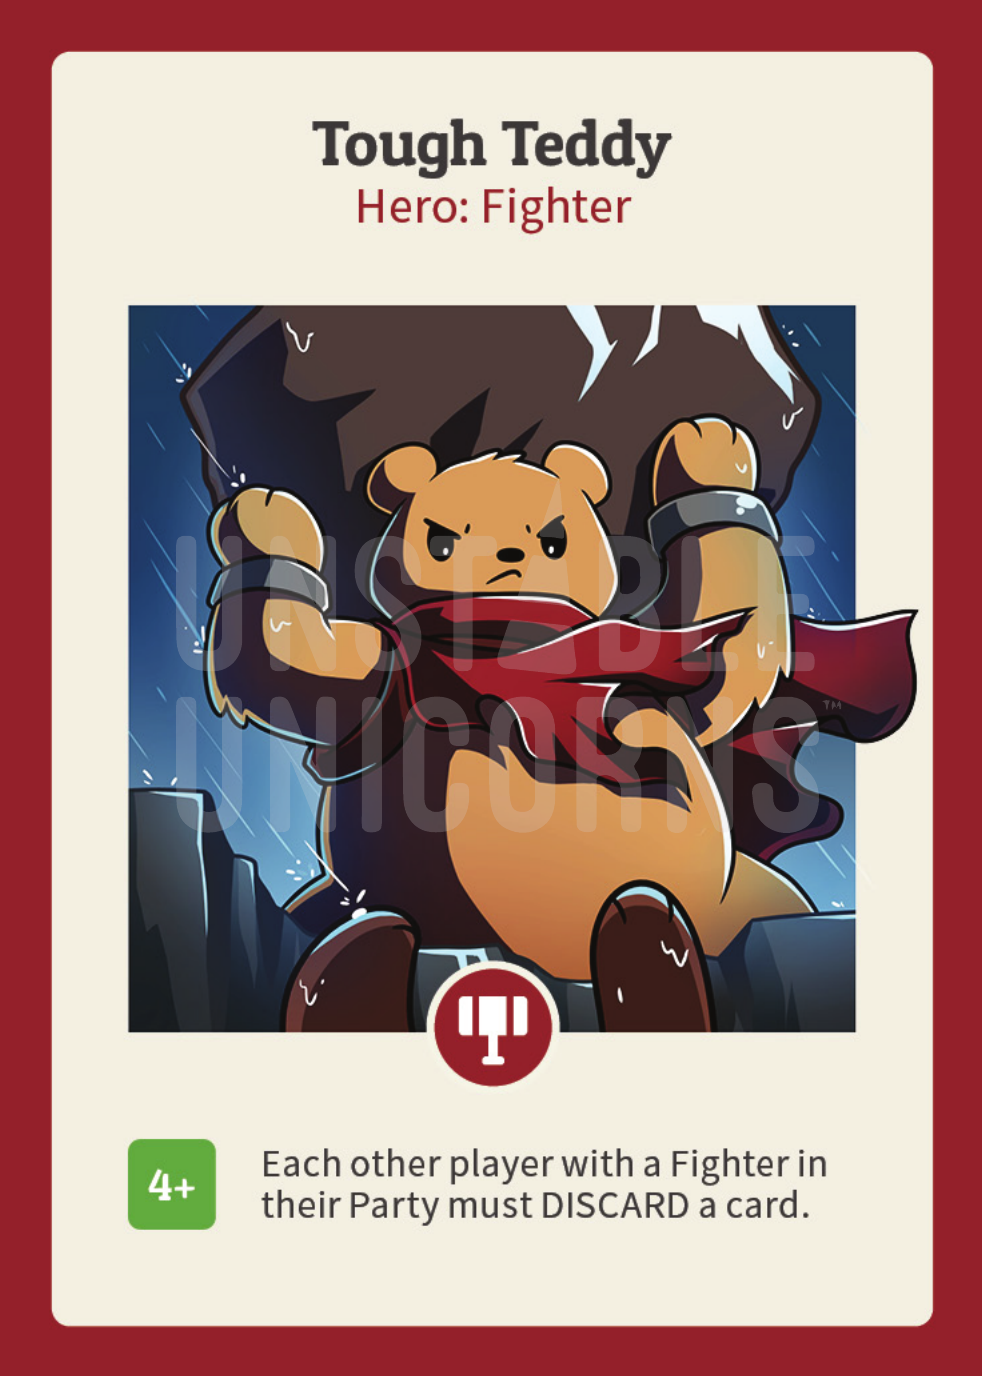 Tough Teddy
Hero: Fighter
UNSTABLE
UNICORNS
TM
4+
Each other player with a Fighter in
their Party must DISCARD a card.